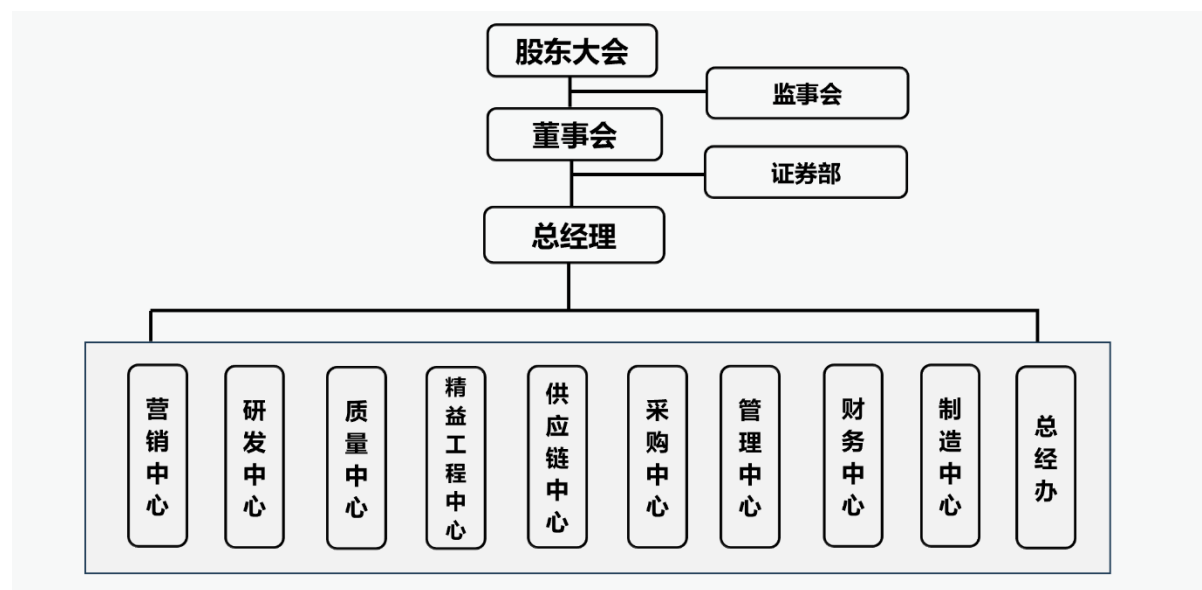 股东大会
监事会
董事会
证券部
总经理
营销中心
研发中心
质量中心
精益工程中心
供应链中心
采购中心
管理中心
财务中心
制造中心
总经办